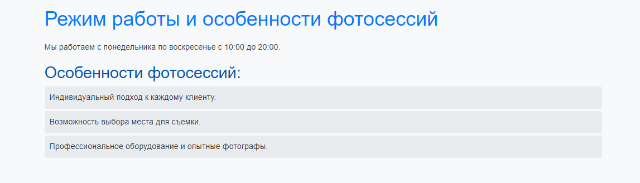 Режим работы и особенности фотосессий
Мы работаем с понедельника по воскресенье с 10:00 до 20:00.
Особенности фотосессий:
Индивидуальный подход к каждому клиенту.
Возможность выбора места для съемки.
Профессиональное оборудование и опытные фотографы.